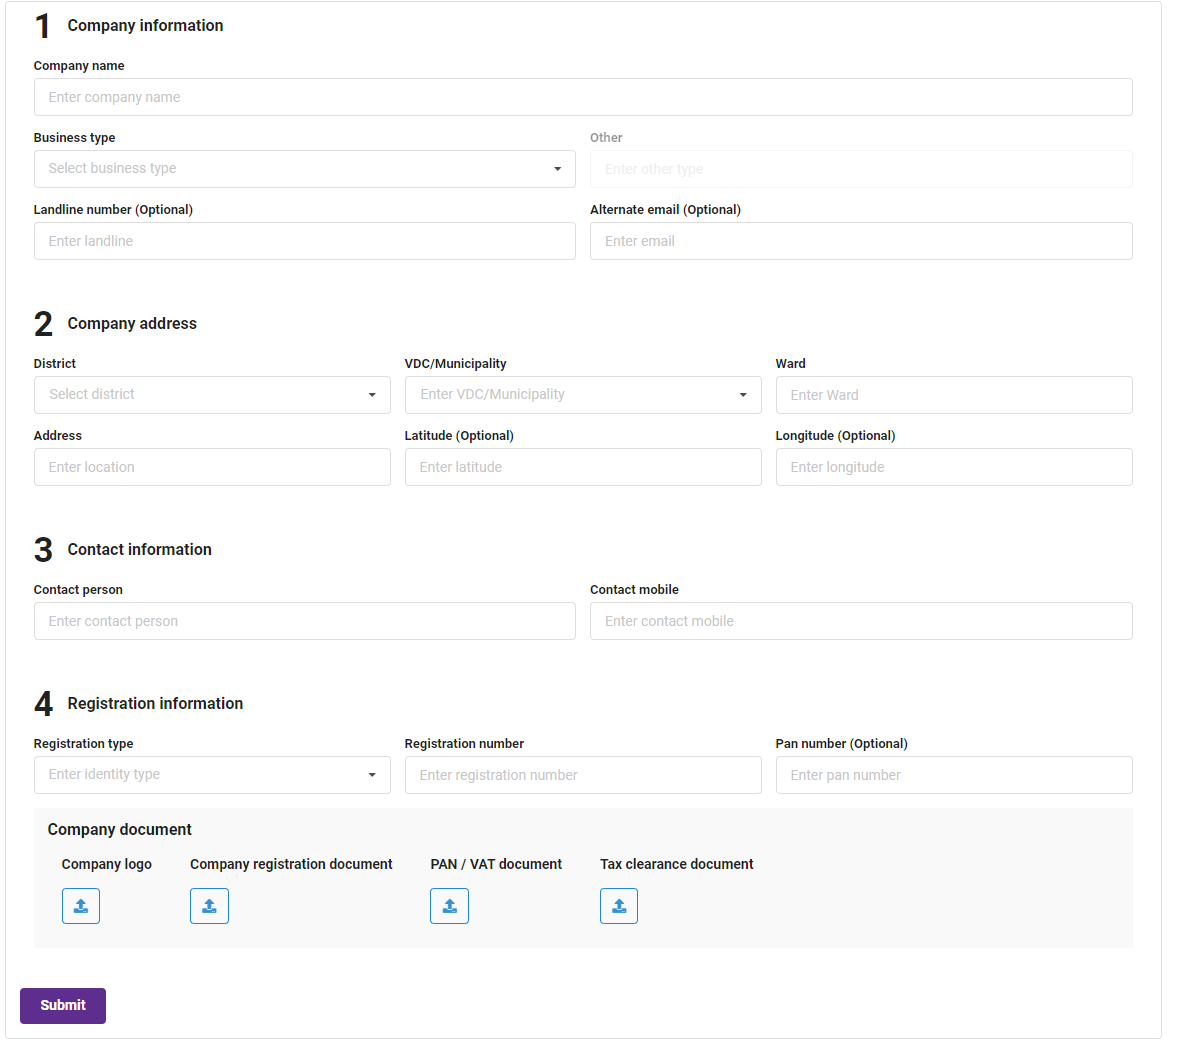 1 Company information
Company name
Enter company name
Business type Other
Select business type Enter other type
Landline number (Optional) Alternate email (Optional)
Enter landline Enter email
2 Company address
District VDC/Municipality Ward
Select district Enter VDC/Municipality Enter Ward
Address Latitude (Optional) Longitude (Optional)
Enter location Enter latitude Enter longitude
3 Contact information
Contact person Contact mobile
Enter contact person Enter contact mobile
4 Registration information
Registration type Registration number Pan number (Optional)
Enter identity type Enter registration number Enter pan number
Company document
Company logo Company registration document PAN / VAT document Tax clearance document
Submit